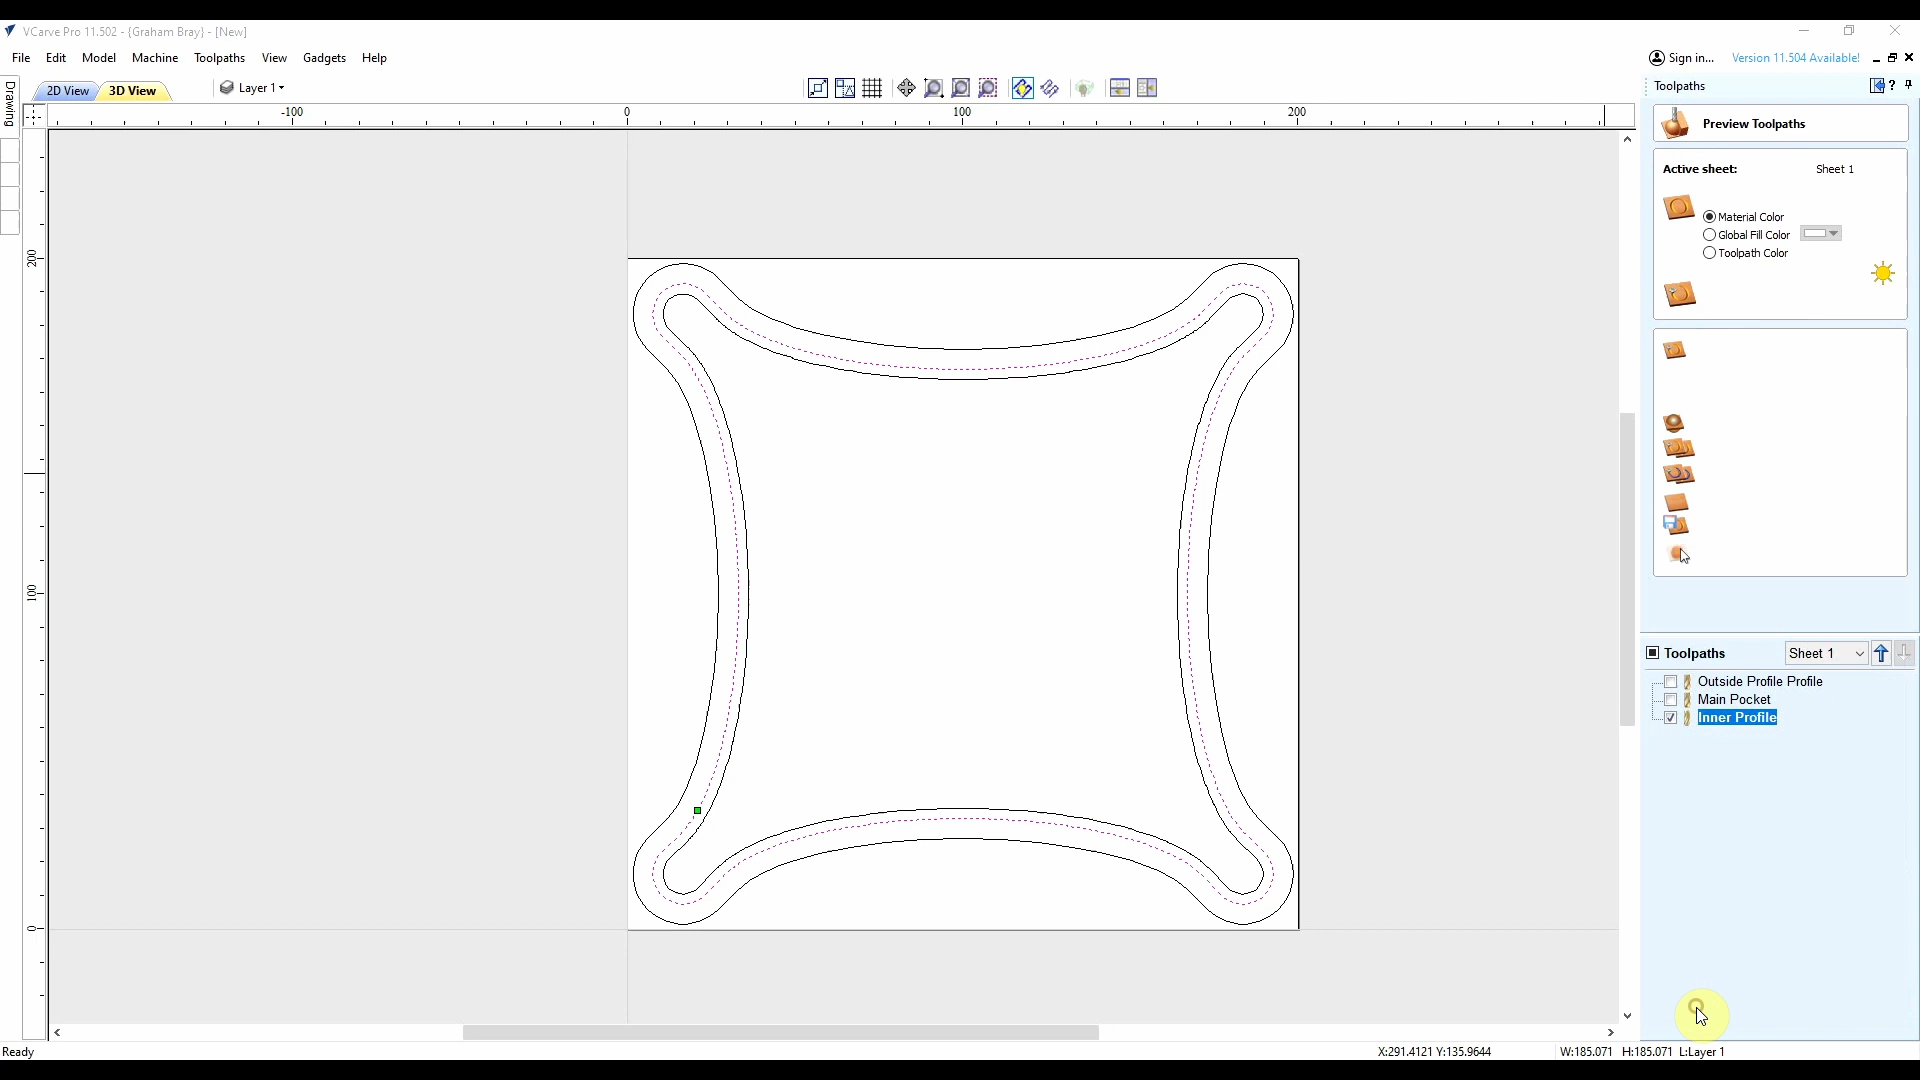 VCarve Pro 11.502 - {Graham Bray} - [New]
File Edit Model Machine Toolpaths View Gadgets Help
Sign in... Version 11.504 Available!
Drawing
2D View 3D View Layer 1
Toolpaths ?
-100 0 100 200
Preview Toolpaths
Active sheet: Sheet 1
Material Color
Global Fill Color
Toolpath Color
200
100
0
Toolpaths Sheet 1
Outside Profile Profile
Main Pocket
Inner Profile
Ready X:291.4121 Y:135.9644 W:185.071 H:185.071 L:Layer 1